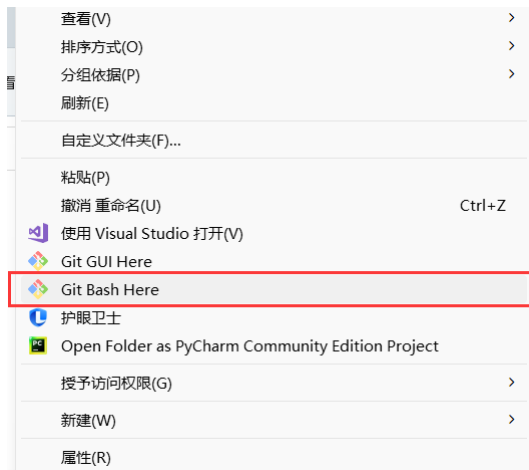 查看(V)
排序方式(O)
分组依据(P)
看
刷新(E)
自定义文件夹(F)...
粘贴(P)
撤消 重命名(U) Ctrl+Z
使用 Visual Studio 打开(V)
Git GUI Here
Git Bash Here
护眼卫士
Open Folder as PyCharm Community Edition Project
授予访问权限(G)
新建(W)
属性(R)